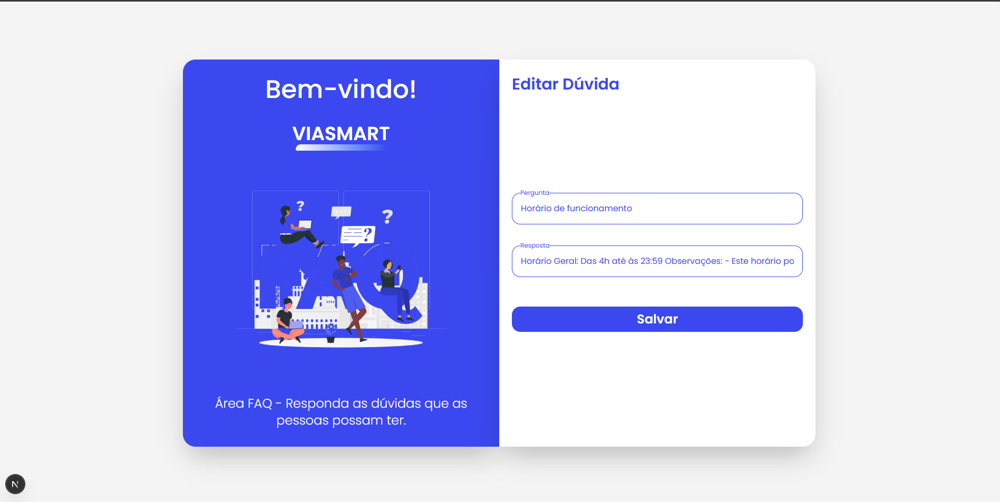 Bem-vindo!
VIASMART
Área FAQ - Responda as dúvidas que as
pessoas possam ter.
Editar Dúvida
Pergunta
Horário de funcionamento
Resposta
Horário Geral: Das 4h até às 23:59 Observações: - Este horário po
Salvar